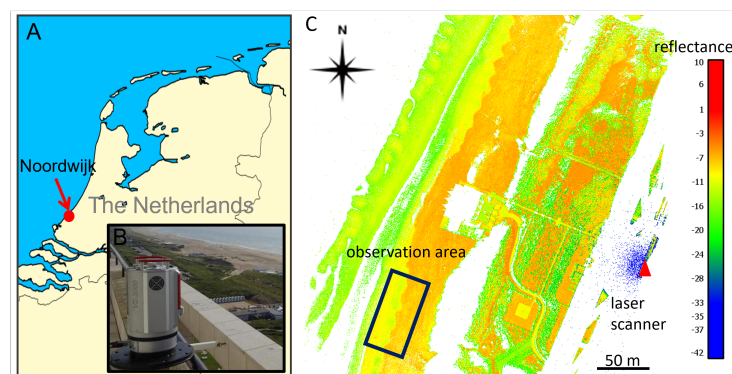 A
Noordwijk
The Netherlands
B
C
N
reflectance
10
6
1
-3
-7
-11
-16
-20
-24
-29
-33
-35
-37
-42
observation area
laser
scanner
50 m